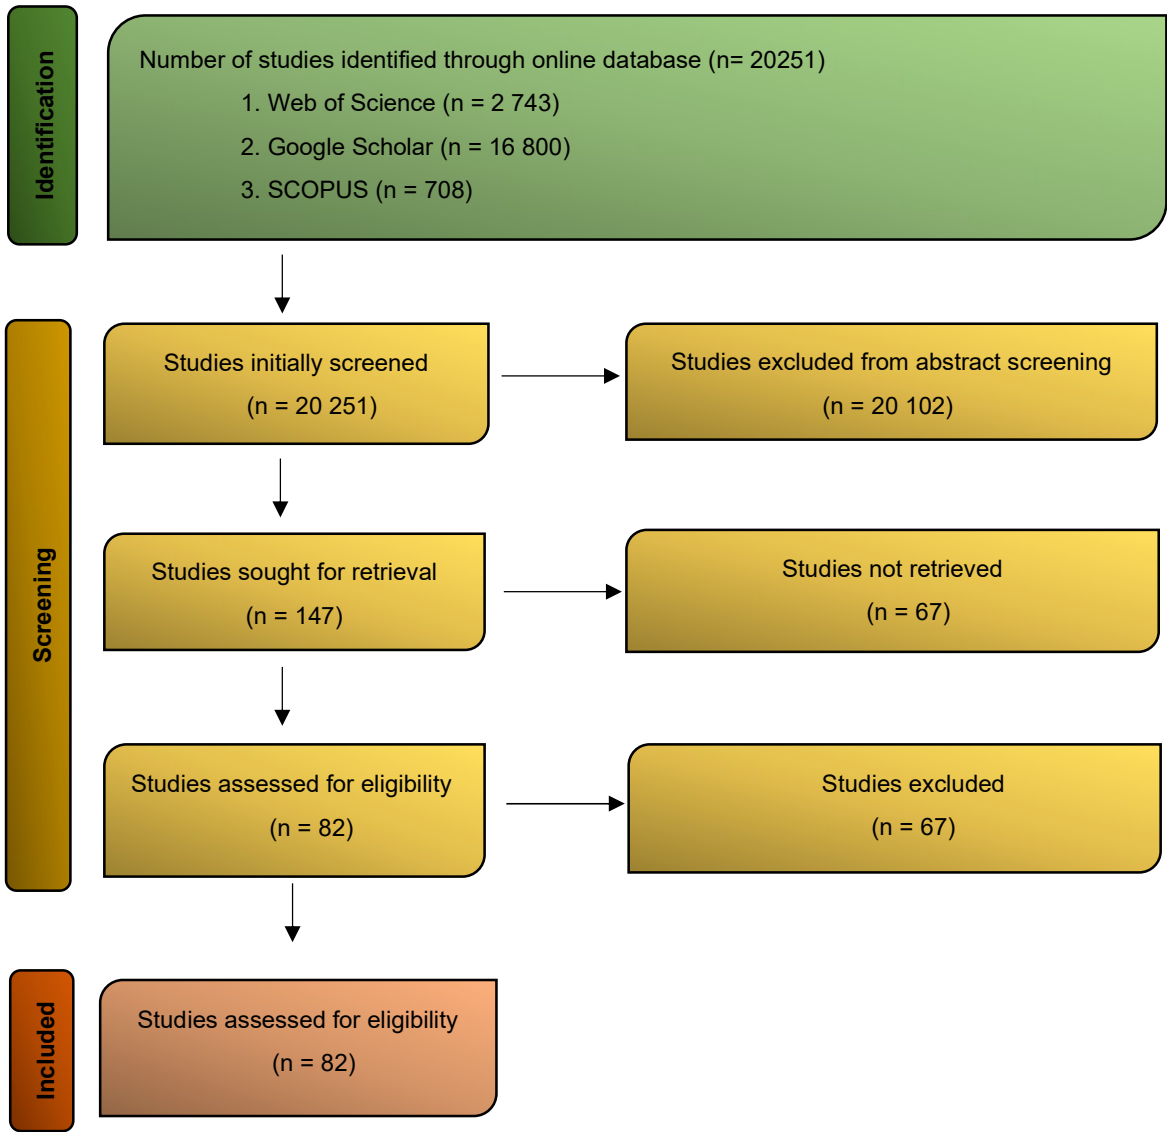 Identification
Number of studies identified through online database (n= 20251)
1. Web of Science (n = 2 743)
2. Google Scholar (n = 16 800)
3. SCOPUS (n = 708)
Screening
Studies initially screened
(n = 20 251)
Studies excluded from abstract screening
(n = 20 102)
Studies sought for retrieval
(n = 147)
Studies not retrieved
(n = 67)
Studies assessed for eligibility
(n = 82)
Studies excluded
(n = 67)
Included
Studies assessed for eligibility
(n = 82)